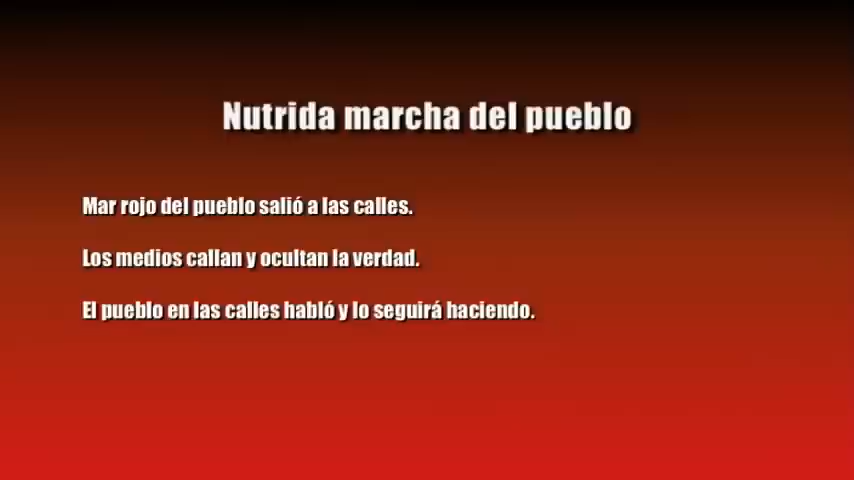 Nutrida marcha del pueblo
Mar rojo del pueblo salió a las calles.
Los medios callan y ocultan la verdad.
El pueblo en las calles habló y lo seguirá haciendo.